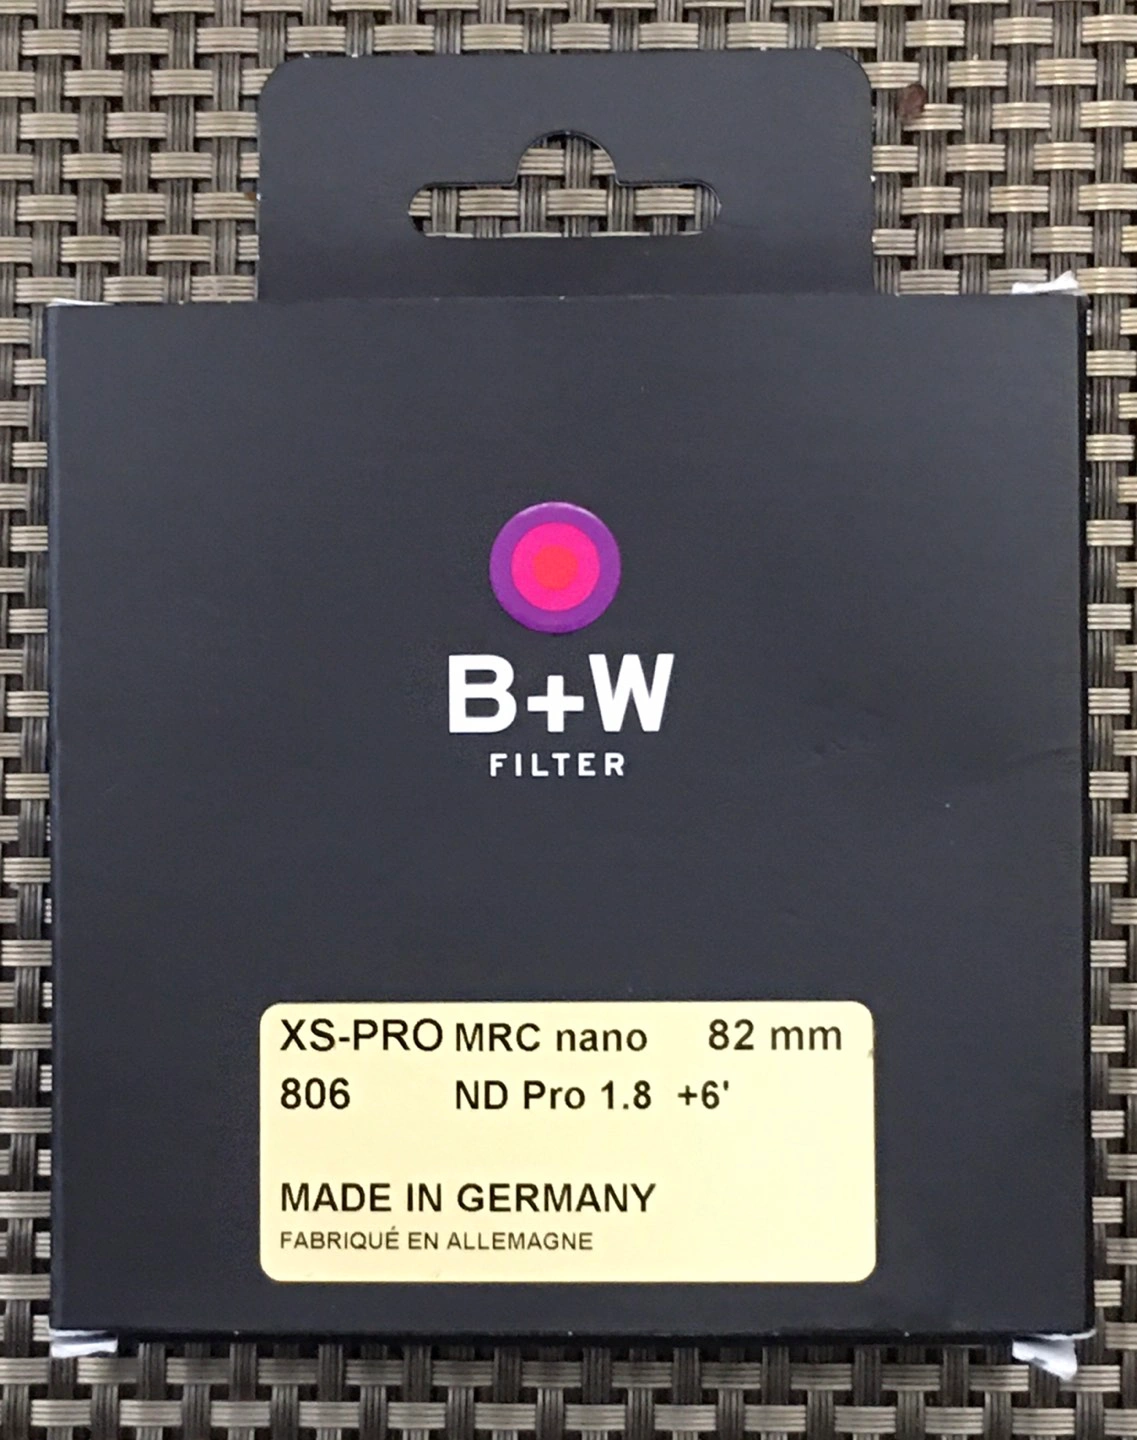 B+W
FILTER
XS-PRO MRC nano 82 mm
806 ND Pro 1.8 +6'
MADE IN GERMANY
FABRIQUÉ EN ALLEMAGNE